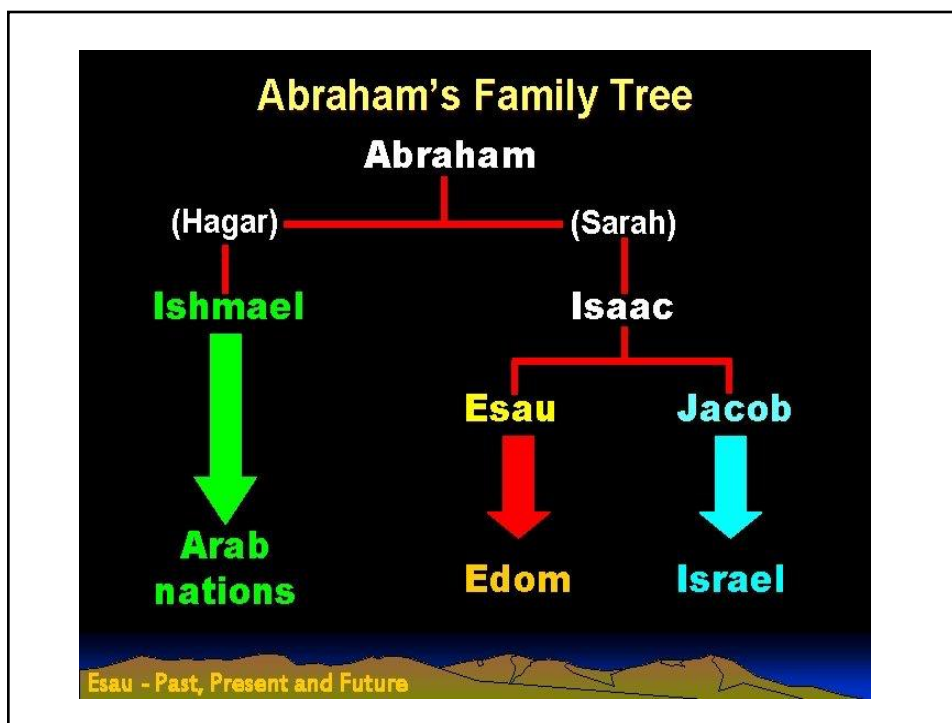 Abraham's Family Tree
Abraham
(Hagar) (Sarah)
Ishmael Isaac
Esau Jacob
Arab
nations Edom Israel
Esau - Past, Present and Future